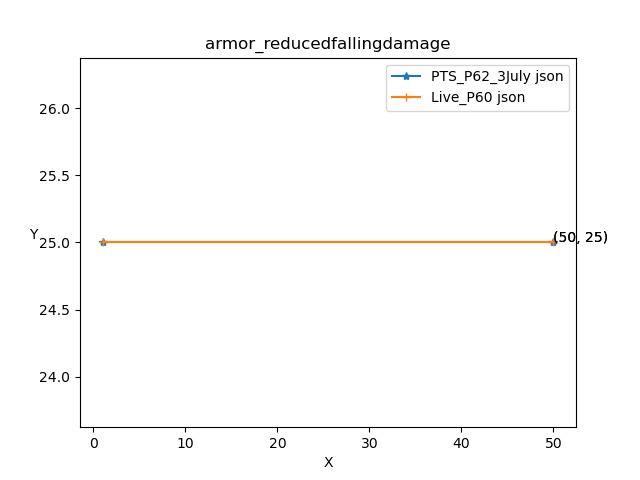 armor_reducedfallingdamage
PTS_P62_3July json
Live_P60 json
26.0
25.5
Y
25.0
(50, 25)
24.5
24.0
0 10 20 30 40 50
X